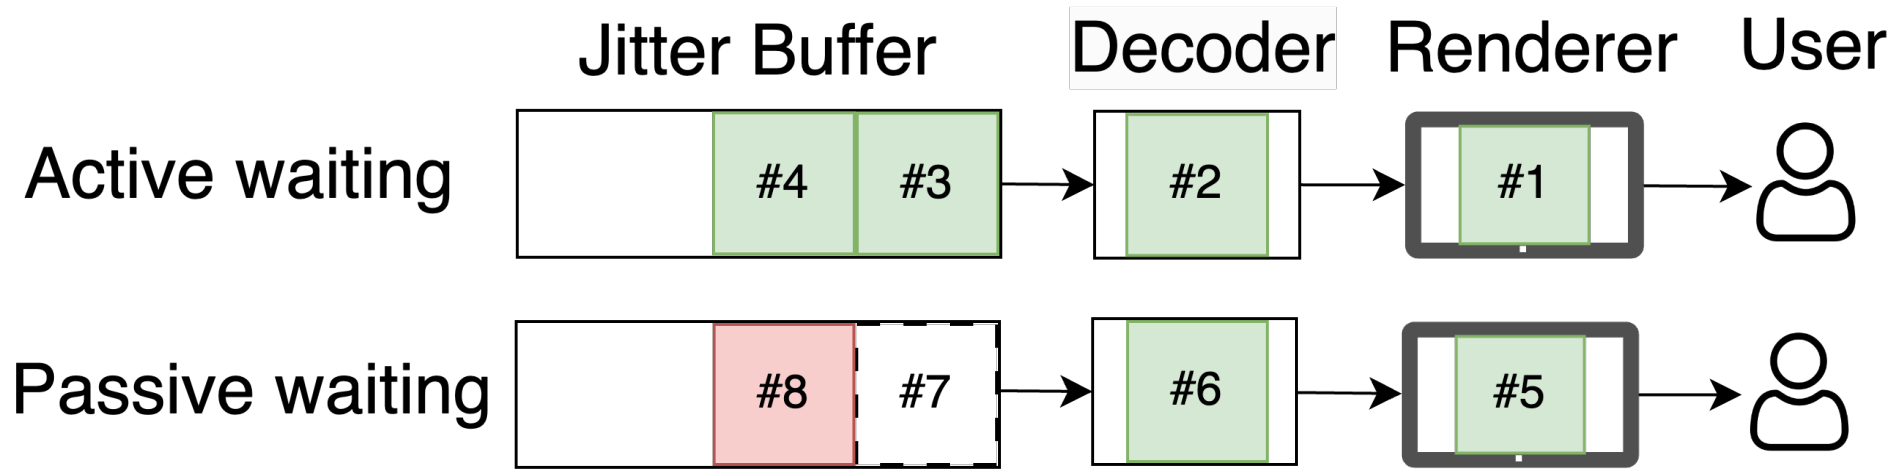 Jitter Buffer Decoder Renderer User
Active waiting #4 #3 #2 #1
Passive waiting #8 #7 #6 #5